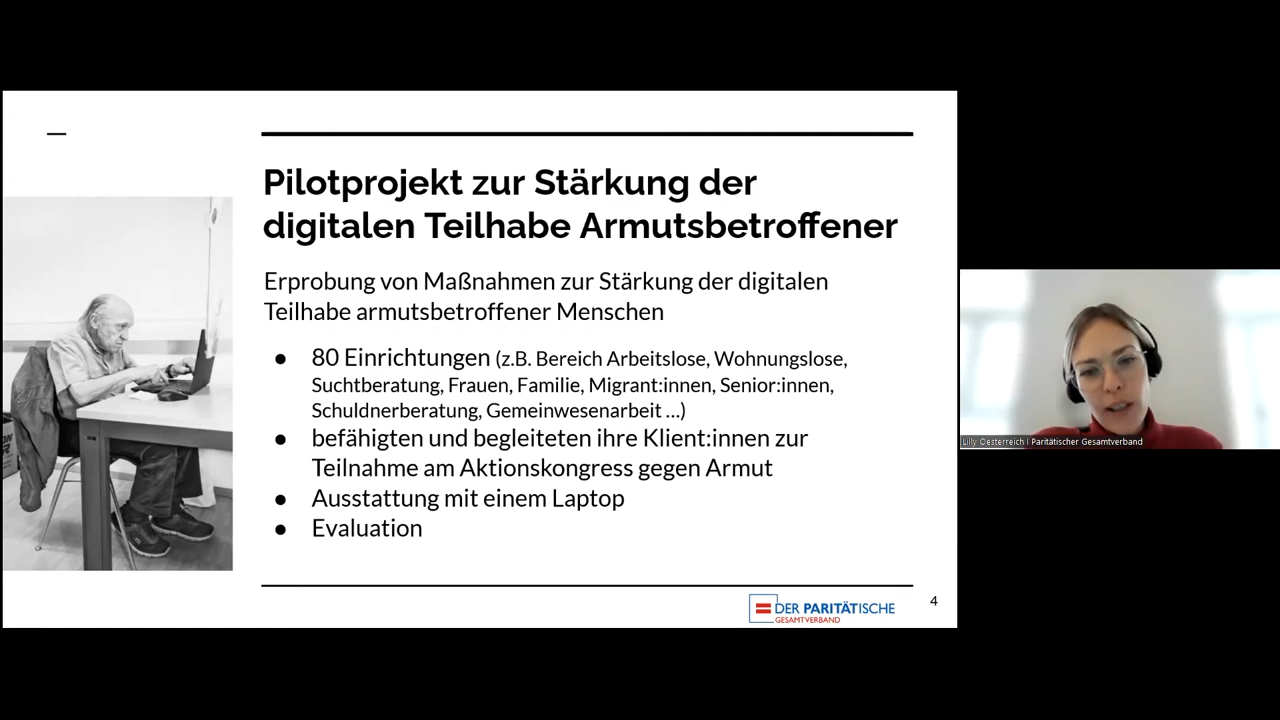 Pilotprojekt zur Stärkung der
digitalen Teilhabe Armutsbetroffener
Erprobung von Maßnahmen zur Stärkung der digitalen
Teilhabe armutsbetroffener Menschen
● 80 Einrichtungen (z.B. Bereich Arbeitslose, Wohnungslose,
Suchtberatung, Frauen, Familie, Migrant:innen, Senior:innen,
Schuldnerberatung, Gemeinwesenarbeit ...)
● befähigten und begleiteten ihre Klient:innen zur
Teilnahme am Aktionskongress gegen Armut
● Ausstattung mit einem Laptop
● Evaluation
DER PARITÄTISCHE
GESAMTVERBAND
4
Lilly Oesterreich | Paritätischer Gesamtverband